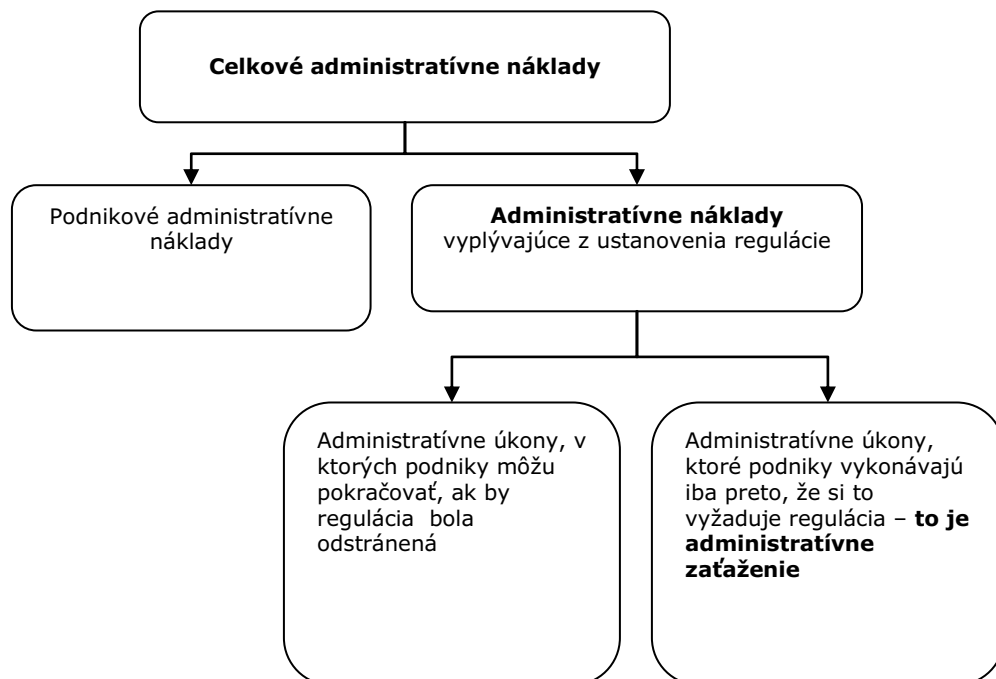 Celkové administratívne náklady
Podnikové administratívne
náklady
Administratívne náklady
vyplývajúce z ustanovenia regulácie
Administratívne úkony, v
ktorých podniky môžu
pokračovať, ak by
regulácia  bola
odstránená
Administratívne úkony,
ktoré podniky vykonávajú
iba preto, že si to
vyžaduje regulácia – to je
administratívne
zaťaženie